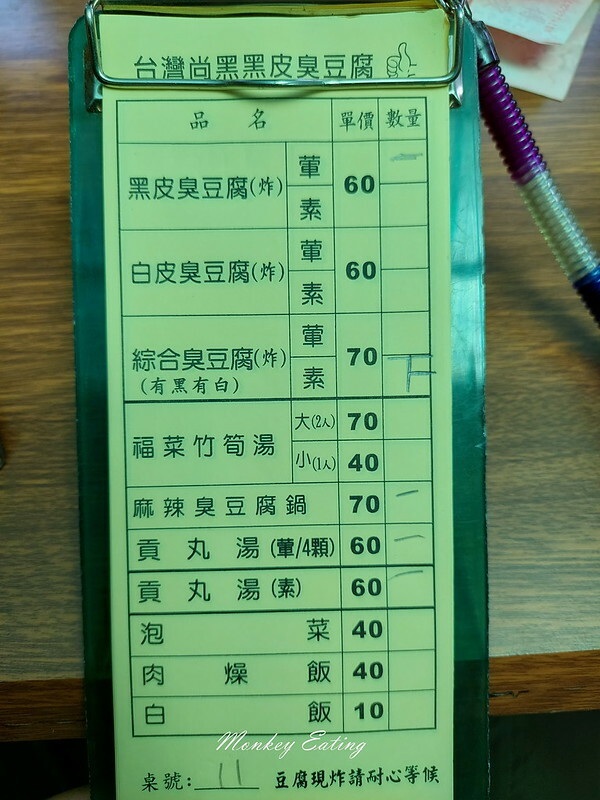 台灣尚黑黑皮臭豆腐
品名 單價 數量
黑皮臭豆腐(炸) 葷 60 一
素
白皮臭豆腐(炸) 葷 60
素
綜合臭豆腐(炸) 葷 70
(有黑有白) 素 下
福菜竹筍湯 大(2人) 70
小(1人) 40
麻辣臭豆腐鍋 70 一
貢丸湯(葷/4顆) 60 一
貢丸湯(素) 60 一
泡菜 40
肉燥飯 40
白飯 10
Monkey Eating
桌號: 11 豆腐現炸請耐心等候